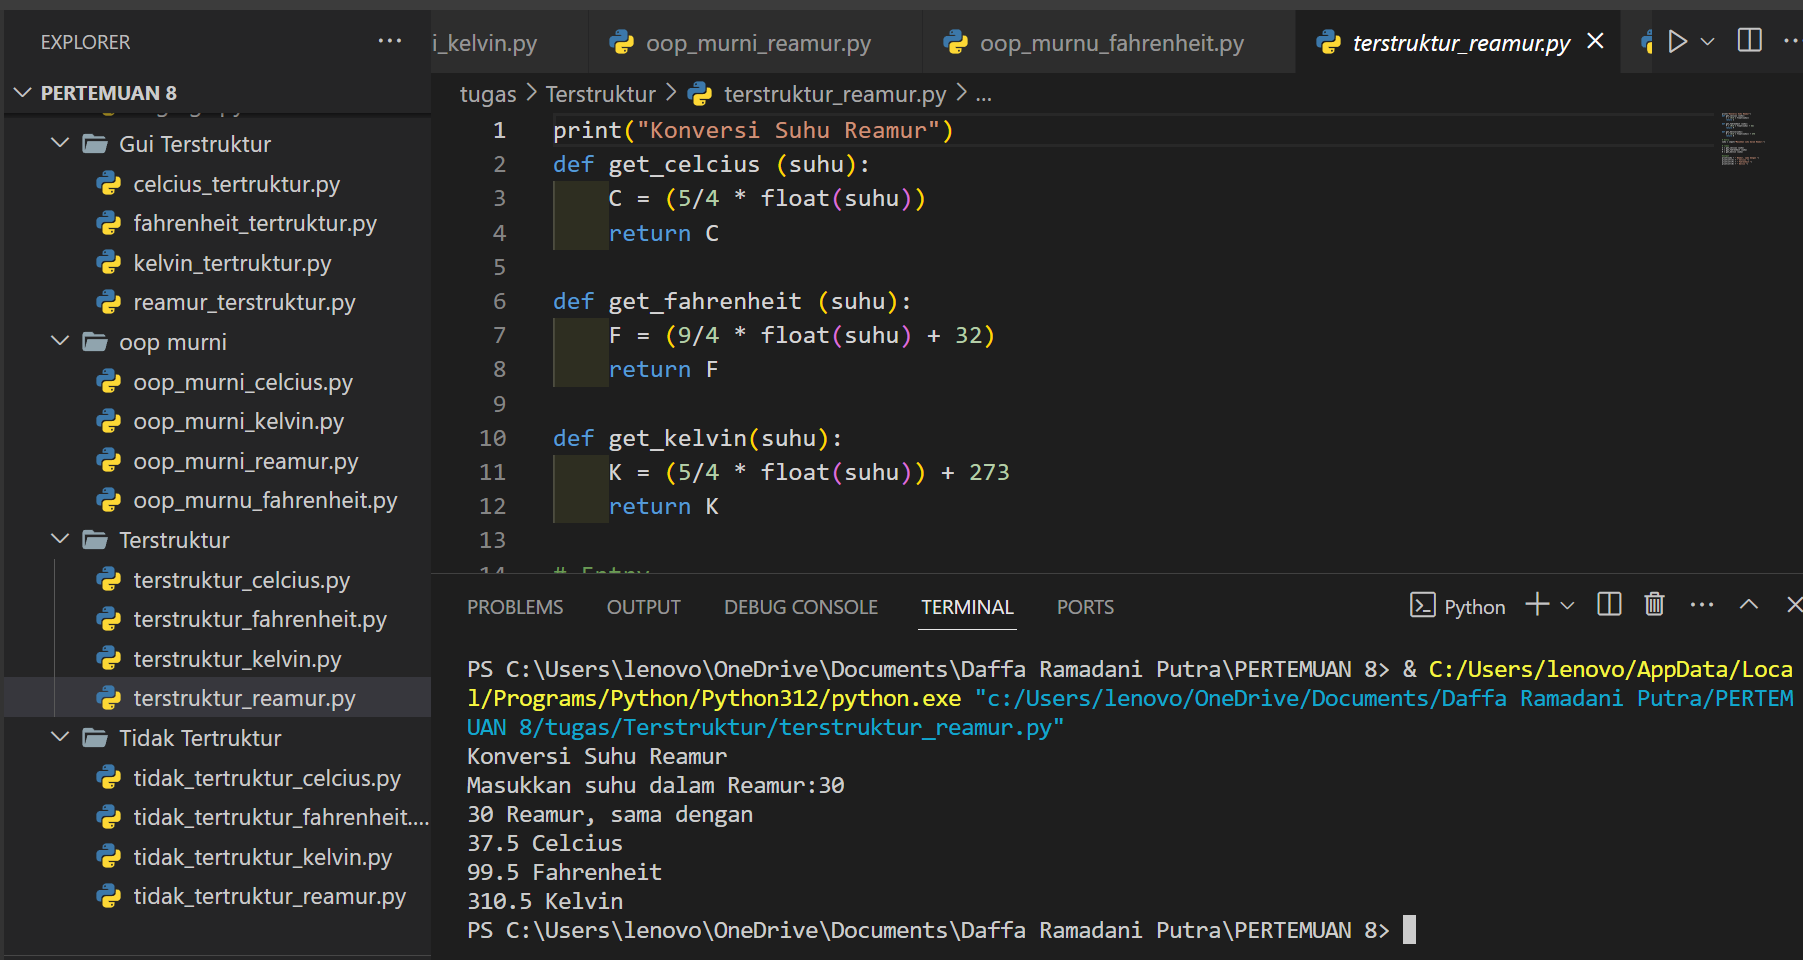 EXPLORER
PERTEMUAN 8
Gui Terstruktur
celcius_tertruktur.py
fahrenheit_tertruktur.py
kelvin_tertruktur.py
reamur_terstruktur.py
oop murni
oop_murni_celcius.py
oop_murni_kelvin.py
oop_murni_reamur.py
oop_murnu_fahrenheit.py
Terstruktur
terstruktur_celcius.py
terstruktur_fahrenheit.py
terstruktur_kelvin.py
terstruktur_reamur.py
Tidak Tertruktur
tidak_tertruktur_celcius.py
tidak_tertruktur_fahrenheit....
tidak_tertruktur_kelvin.py
tidak_tertruktur_reamur.py
i_kelvin.py oop_murni_reamur.py oop_murnu_fahrenheit.py terstruktur_reamur.py
tugas > Terstruktur > terstruktur_reamur.py > ...
1 print("Konversi Suhu Reamur")
2 def get_celcius (suhu):
3 C = (5/4 * float(suhu))
4 return C
5
6 def get_fahrenheit (suhu):
7 F = (9/4 * float(suhu) + 32)
8 return F
9
10 def get_kelvin(suhu):
11 K = (5/4 * float(suhu)) + 273
12 return K
13
14 # Entry
PROBLEMS OUTPUT DEBUG CONSOLE TERMINAL PORTS Python
PS C:\Users\lenovo\OneDrive\Documents\Daffa Ramadani Putra\PERTEMUAN 8> & C:/Users/lenovo/AppData/Loca
l/Programs/Python/Python312/python.exe "c:/Users/lenovo/OneDrive/Documents/Daffa Ramadani Putra/PERTEM
UAN 8/tugas/Terstruktur/terstruktur_reamur.py"
Konversi Suhu Reamur
Masukkan suhu dalam Reamur:30
30 Reamur, sama dengan
37.5 Celcius
99.5 Fahrenheit
310.5 Kelvin
PS C:\Users\lenovo\OneDrive\Documents\Daffa Ramadani Putra\PERTEMUAN 8>